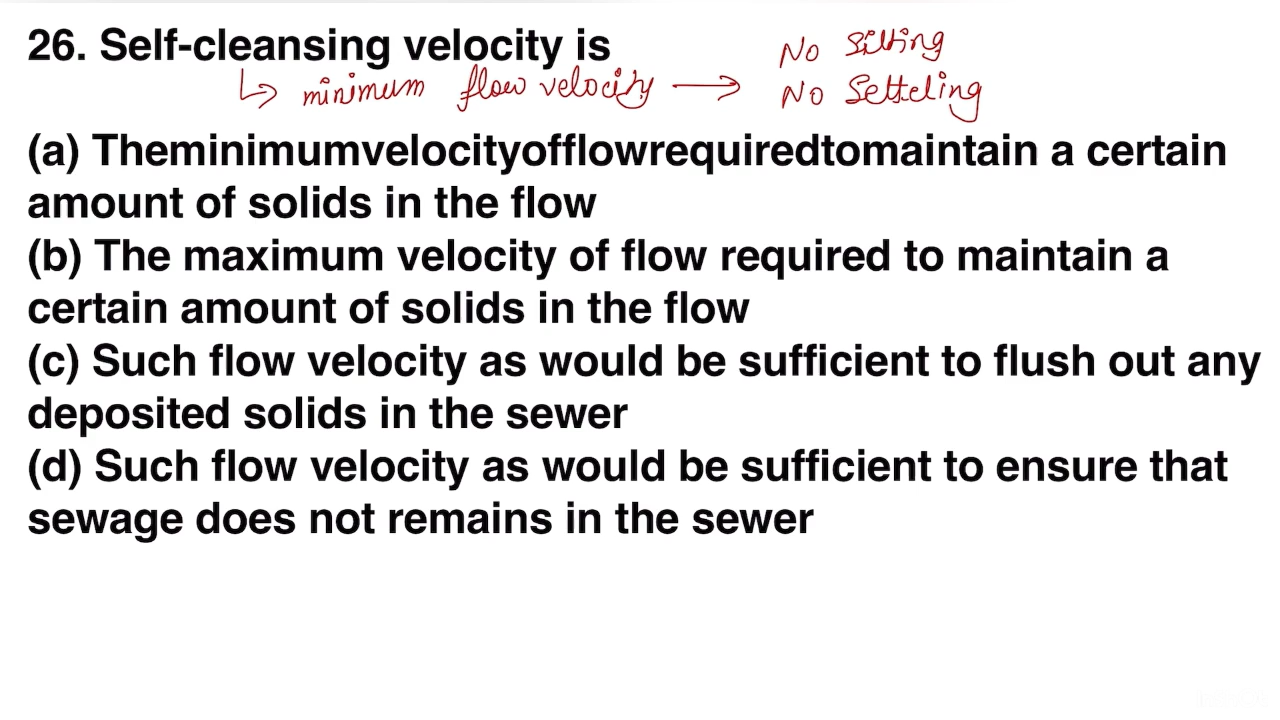 26. Self-cleansing velocity is
No Silting
↳ minimum flow velocity → No Setteling
(a) Theminimumvelocityofflowrequiredtomaintain a certain
amount of solids in the flow
(b) The maximum velocity of flow required to maintain a
certain amount of solids in the flow
(c) Such flow velocity as would be sufficient to flush out any
deposited solids in the sewer
(d) Such flow velocity as would be sufficient to ensure that
sewage does not remains in the sewer